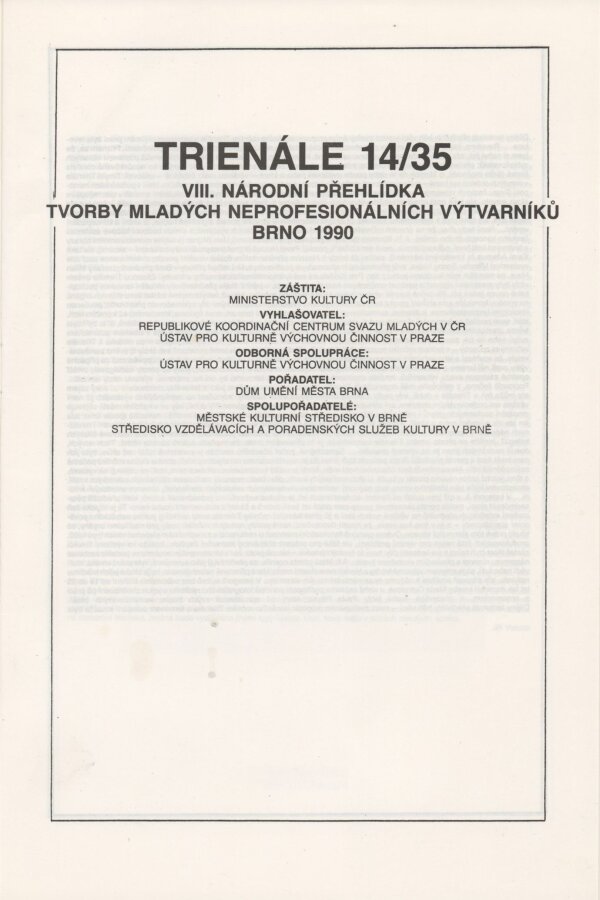 TRIENÁLE 14/35
VIII. NÁRODNÍ PŘEHLÍDKA
TVORBY MLADÝCH NEPROFESIONÁLNÍCH VÝTVARNÍKŮ
BRNO 1990
ZÁŠTITA:
MINISTERSTVO KULTURY ČR
VYHLAŠOVATEL:
REPUBLIKOVÉ KOORDINAČNÍ CENTRUM SVAZU MLADÝCH V ČR
ÚSTAV PRO KULTURNĚ VÝCHOVNOU ČINNOST V PRAZE
ODBORNÁ SPOLUPRÁCE:
ÚSTAV PRO KULTURNĚ VÝCHOVNOU ČINNOST V PRAZE
POŘADATEL:
DŮM UMĚNÍ MĚSTA BRNA
SPOLUPOŘADATELÉ:
MĚSTSKÉ KULTURNÍ STŘEDISKO V BRNĚ
STŘEDISKO VZDĚLÁVACÍCH A PORADENSKÝCH SLUŽEB KULTURY V BRNĚ